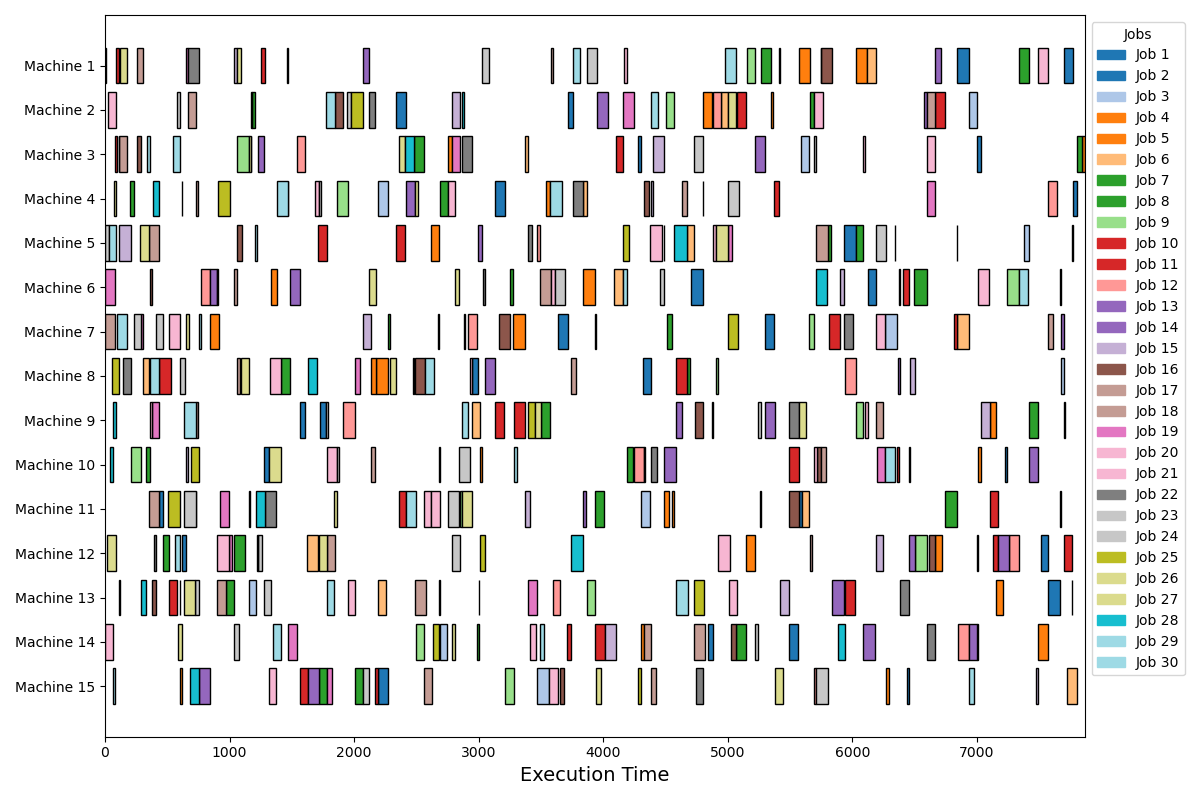 Machine 1
Machine 2
Machine 3
Machine 4
Machine 5
Machine 6
Machine 7
Machine 8
Machine 9
Machine 10
Machine 11
Machine 12
Machine 13
Machine 14
Machine 15
0 1000 2000 3000 4000 5000 6000 7000
Execution Time
Jobs
Job 1
Job 2
Job 3
Job 4
Job 5
Job 6
Job 7
Job 8
Job 9
Job 10
Job 11
Job 12
Job 13
Job 14
Job 15
Job 16
Job 17
Job 18
Job 19
Job 20
Job 21
Job 22
Job 23
Job 24
Job 25
Job 26
Job 27
Job 28
Job 29
Job 30